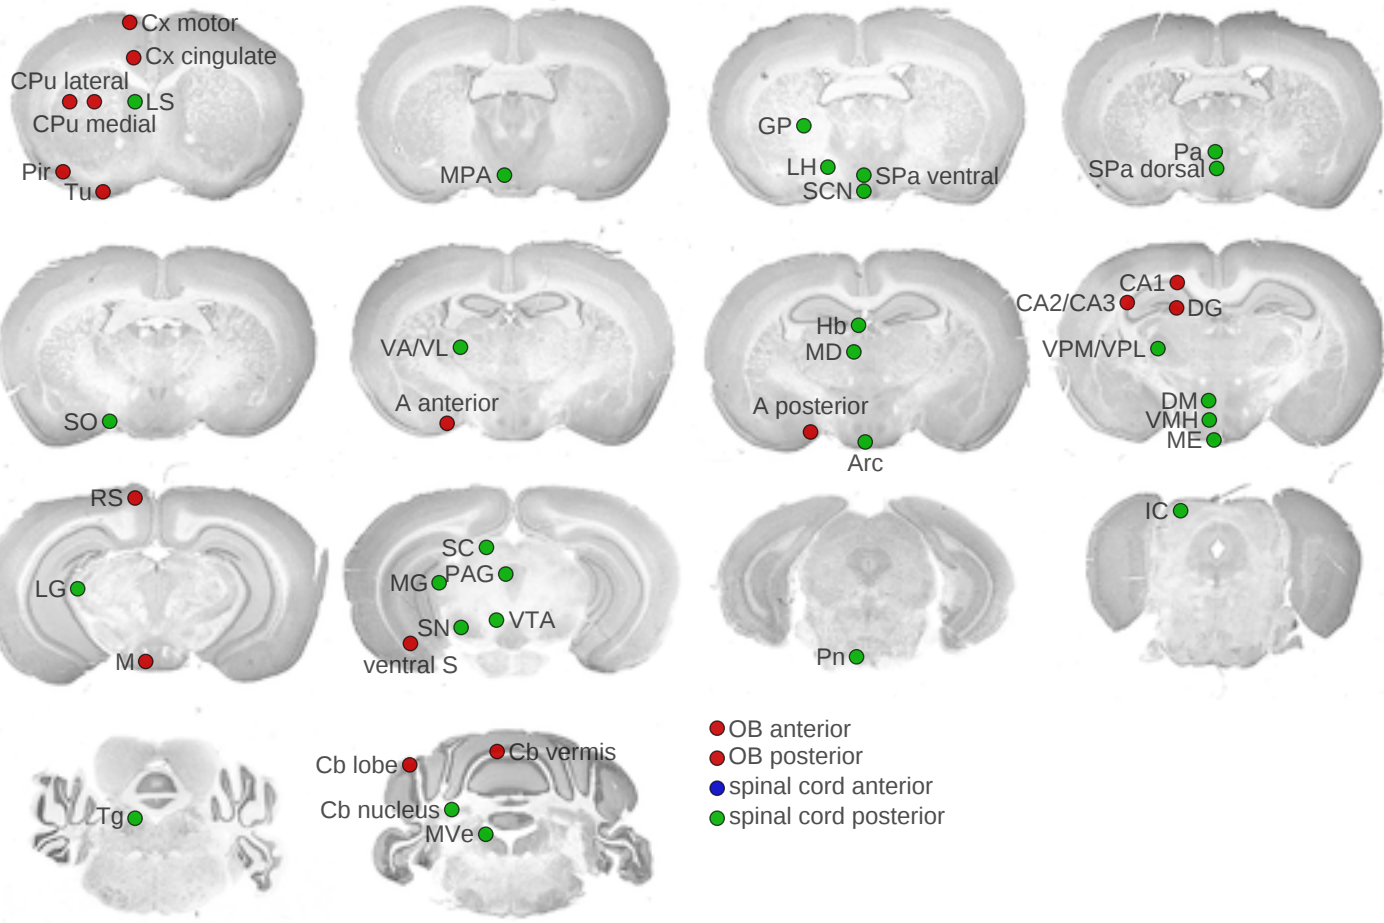 Cx motor
Cx cingulate
CPu lateral
LS
CPu medial
Pir
Tu
MPA
GP
LH
SPa ventral
SCN
Pa
SPa dorsal
SO
VA/VL
A anterior
Hb
MD
A posterior
Arc
CA1
CA2/CA3
DG
VPM/VPL
DM
VMH
ME
RS
LG
M
SC
MG
PAG
SN
VTA
ventral S
Pn
IC
Tg
Cb lobe
Cb vermis
Cb nucleus
MVe
OB anterior
OB posterior
spinal cord anterior
spinal cord posterior